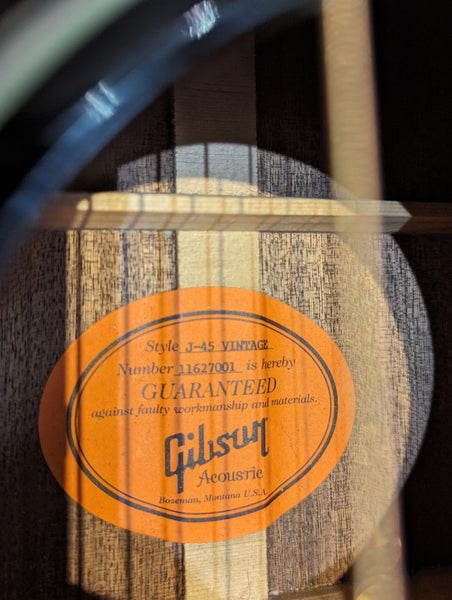 Style J-45 VINTAGE
Number 11627001 is hereby
GUARANTEED
against faulty workmanship and materials.
Gibson
Acoustic
Bozeman, Montana U.S.A.